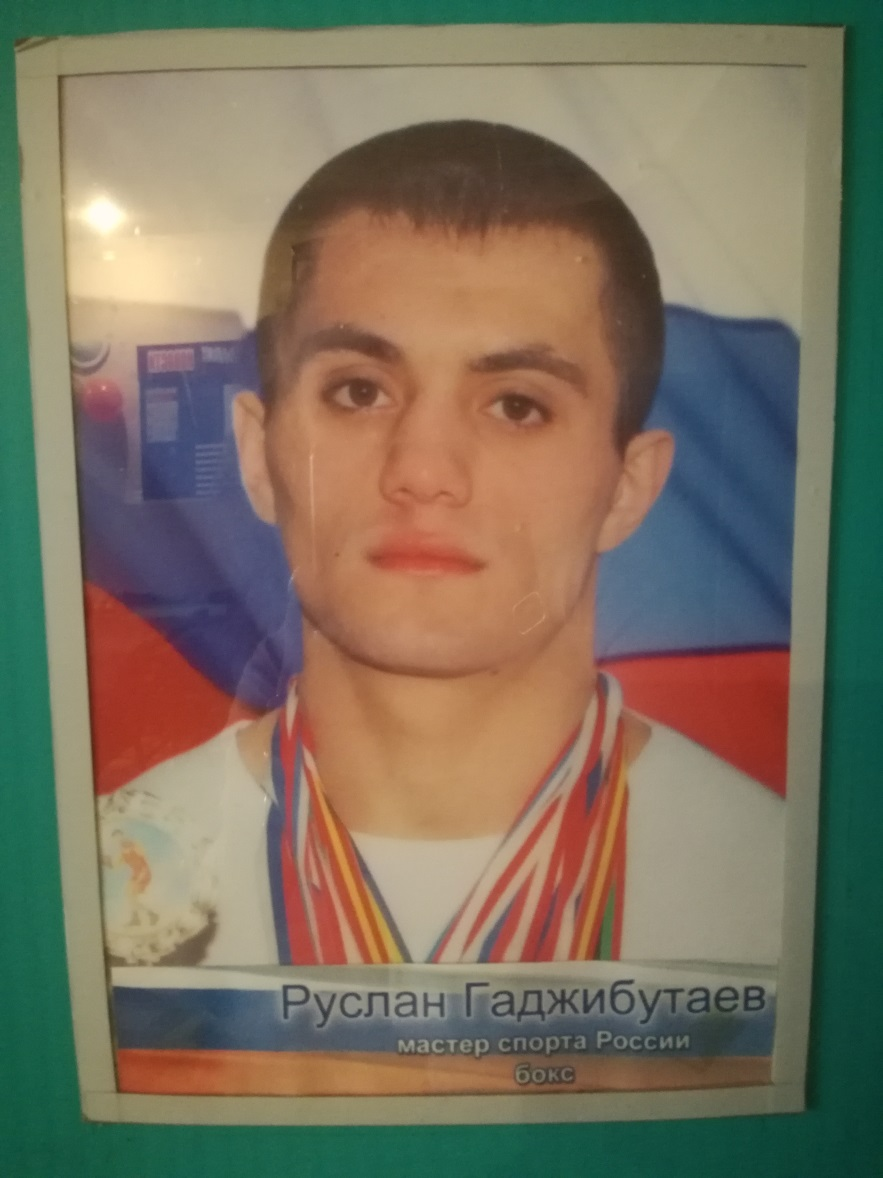 Руслан Гаджибутаев
мастер спорта России
бокс